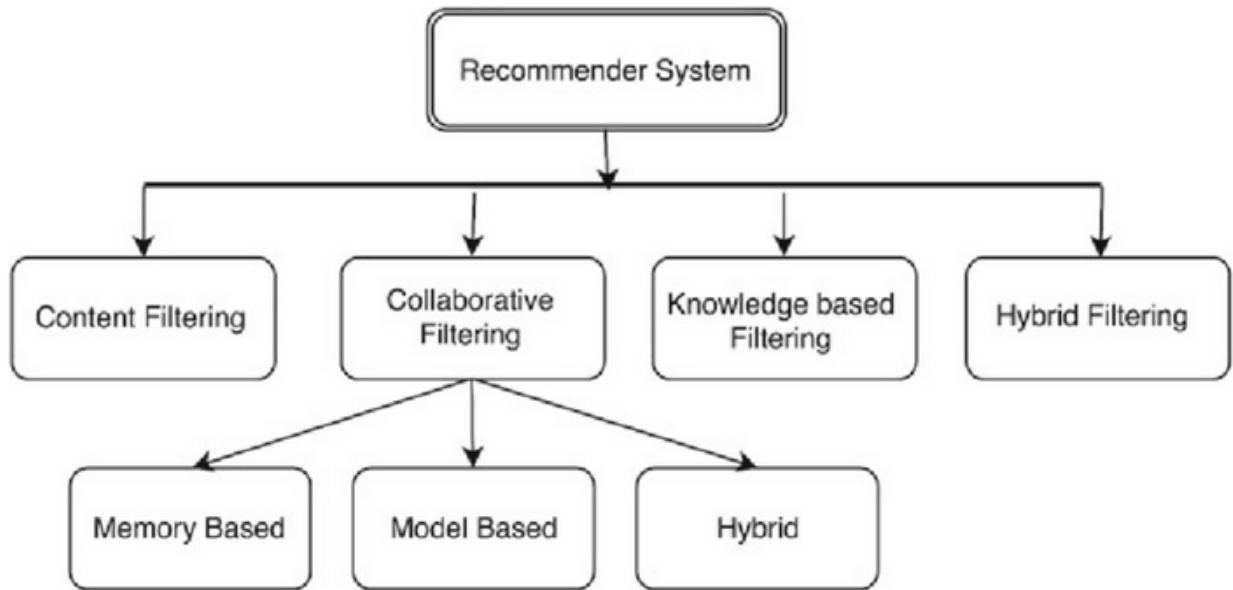 Recommender System
Content Filtering
Collaborative
Filtering
Knowledge based
Filtering
Hybrid Filtering
Memory Based
Model Based
Hybrid